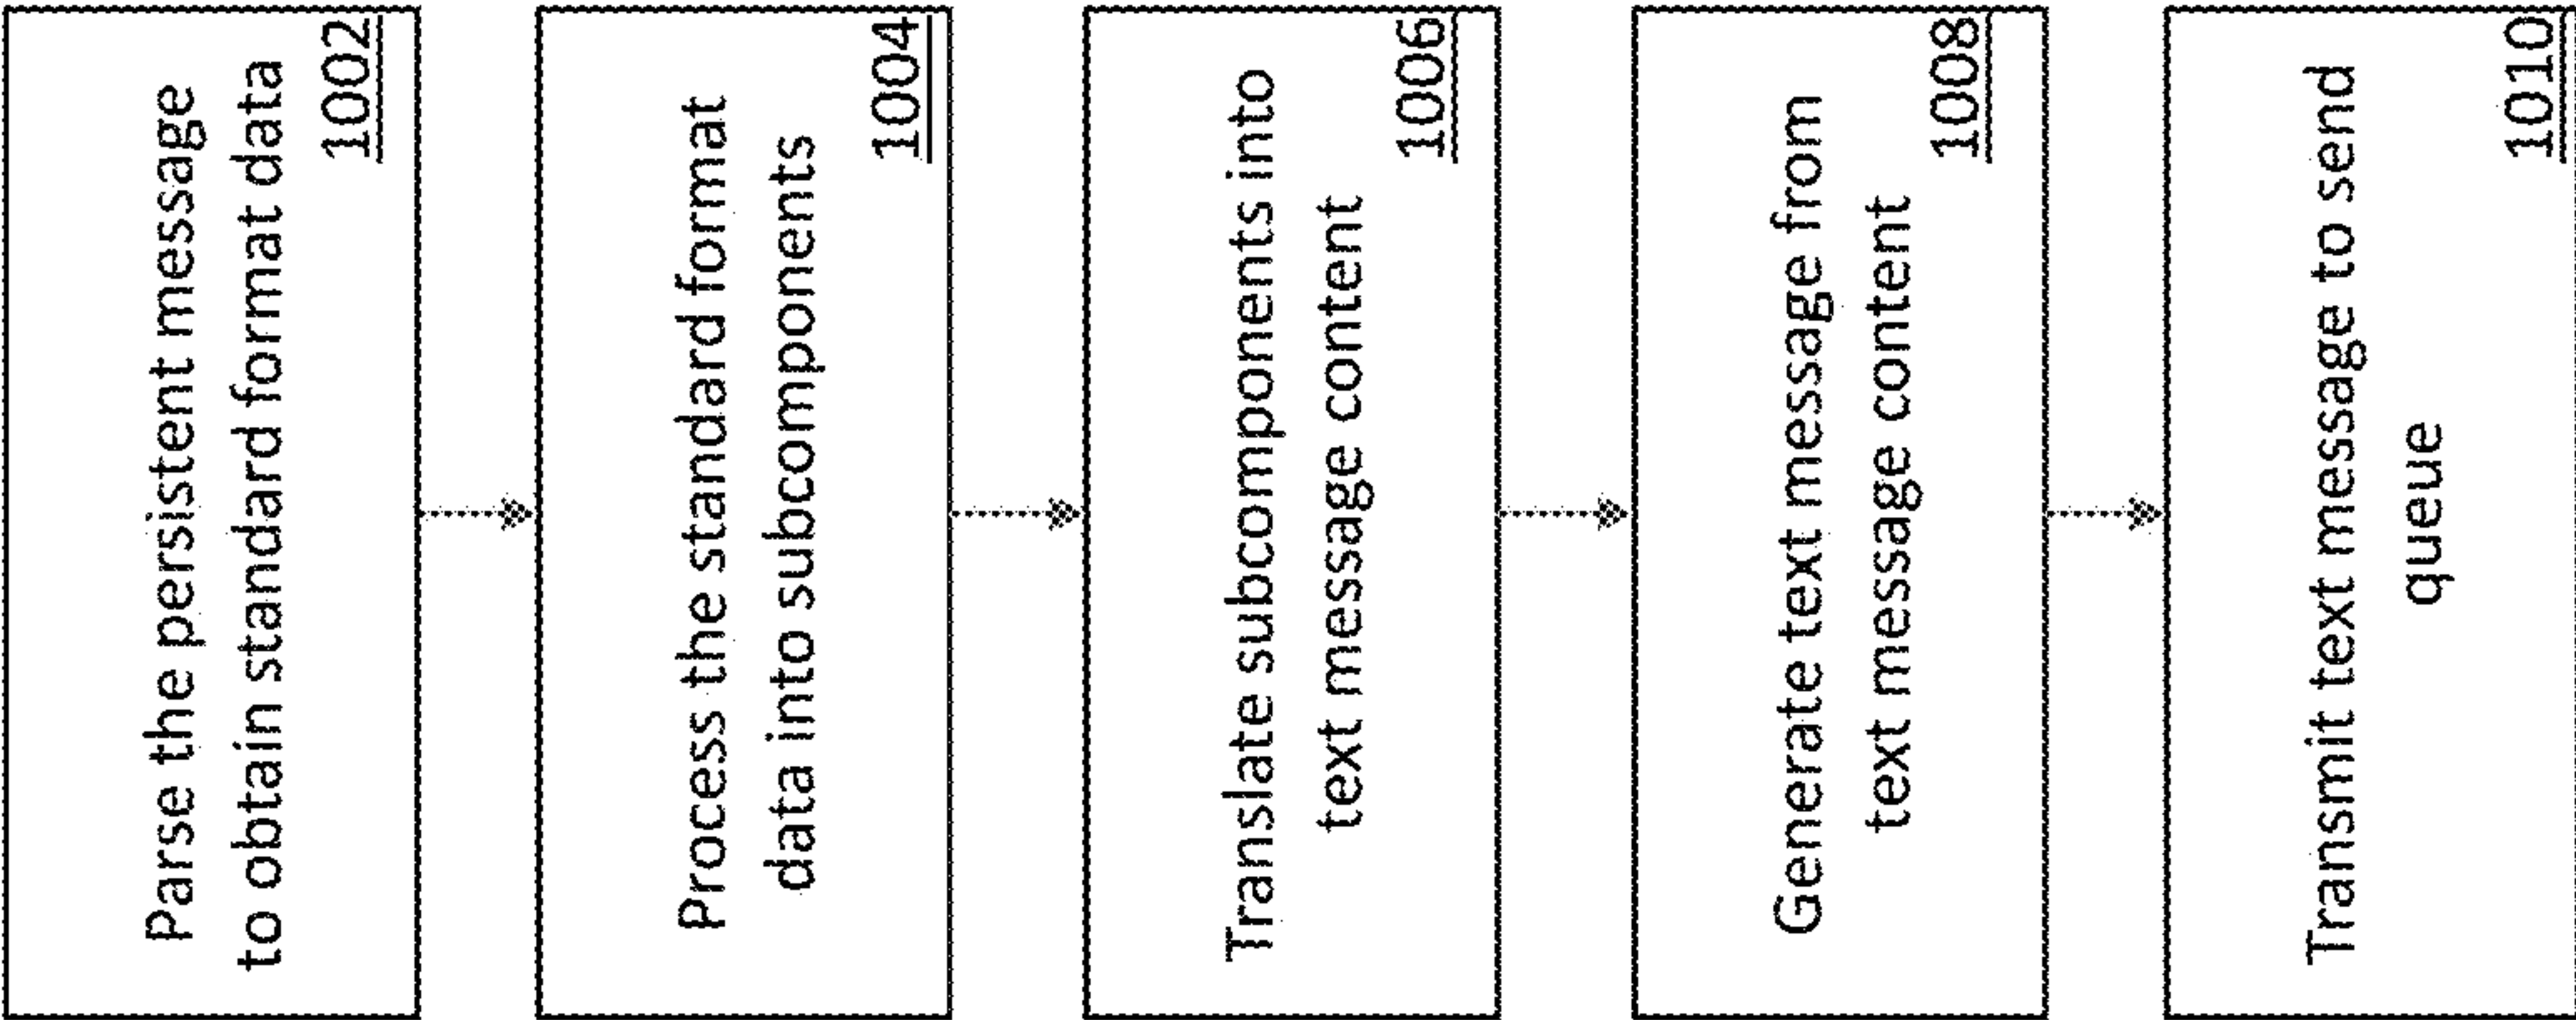 Parse the persistent message
to obtain standard format data
1002
Process the standard format
data into subcomponents
1004
Translate subcomponents into
text message content
1006
Generate text message from
text message content
1008
Transmit text message to send
queue
1010